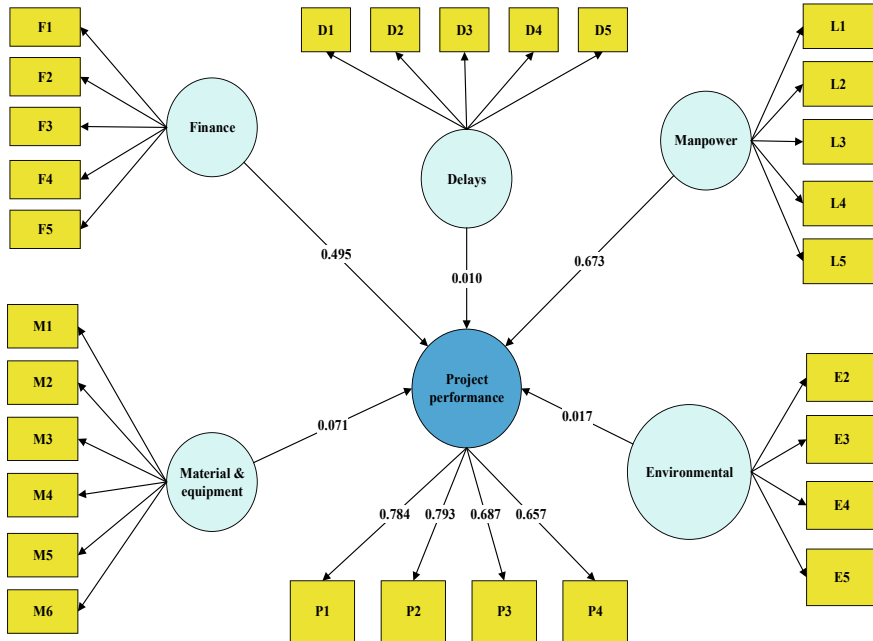 F1
F2
F3
F4
F5
Finance
D1
D2
D3
D4
D5
Delays
L1
L2
L3
L4
L5
Manpower
0.495
0.010
0.673
M1
M2
M3
M4
M5
M6
Material &
equipment
0.071
Project
performance
0.017
Environmental
E2
E3
E4
E5
0.784
0.793
0.687
0.657
P1
P2
P3
P4